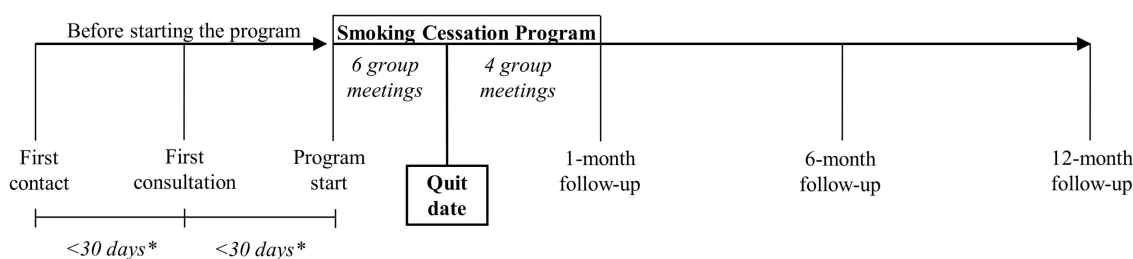 Before starting the program
Smoking Cessation Program
6 group
meetings
4 group
meetings
First
contact
First
consultation
Program
start
Quit
date
1-month
follow-up
6-month
follow-up
12-month
follow-up
<30 days*
<30 days*